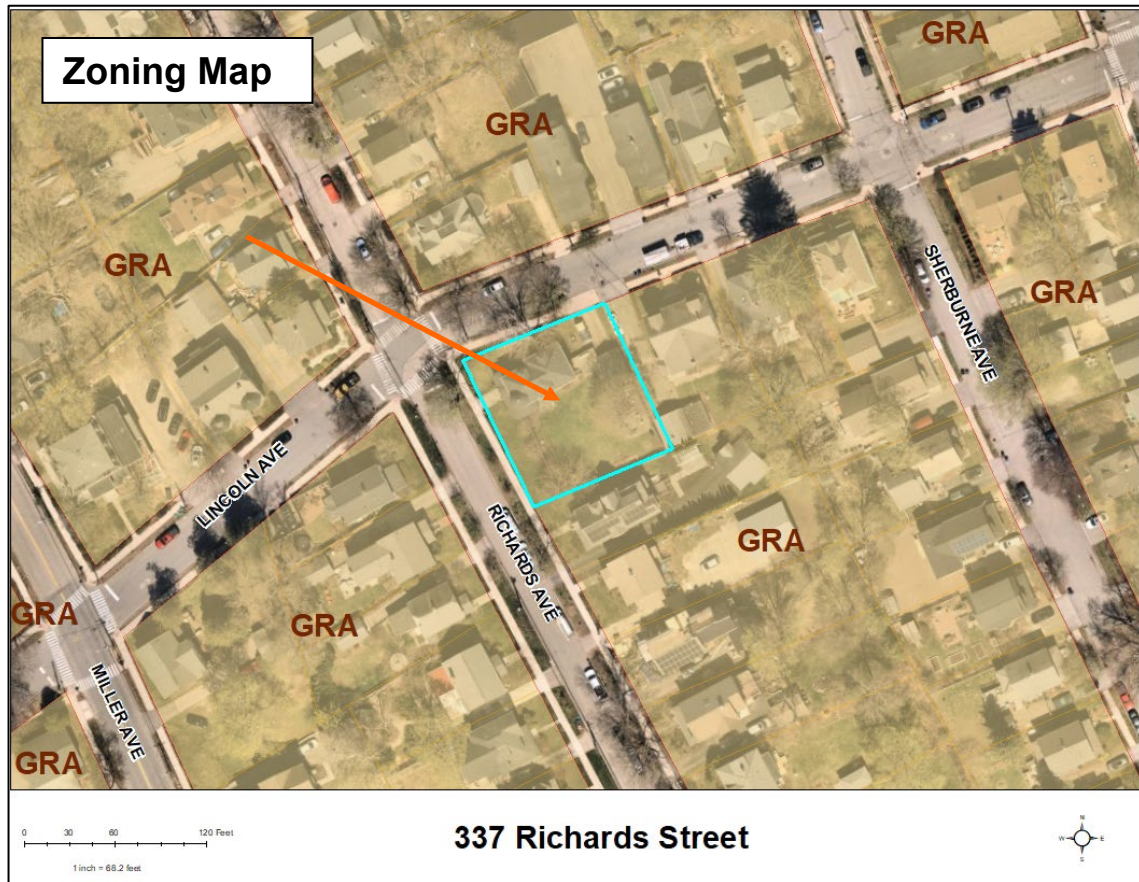 Zoning Map
GRA
GRA
GRA
GRA
SHERBURNE AVE
LINCOLN AVE
RICHARDS AVE
GRA
GRA
GRA
MILLER AVE
GRA
0 30 60 120 Feet
1 inch = 68.2 feet
337 Richards Street
N
W E
S